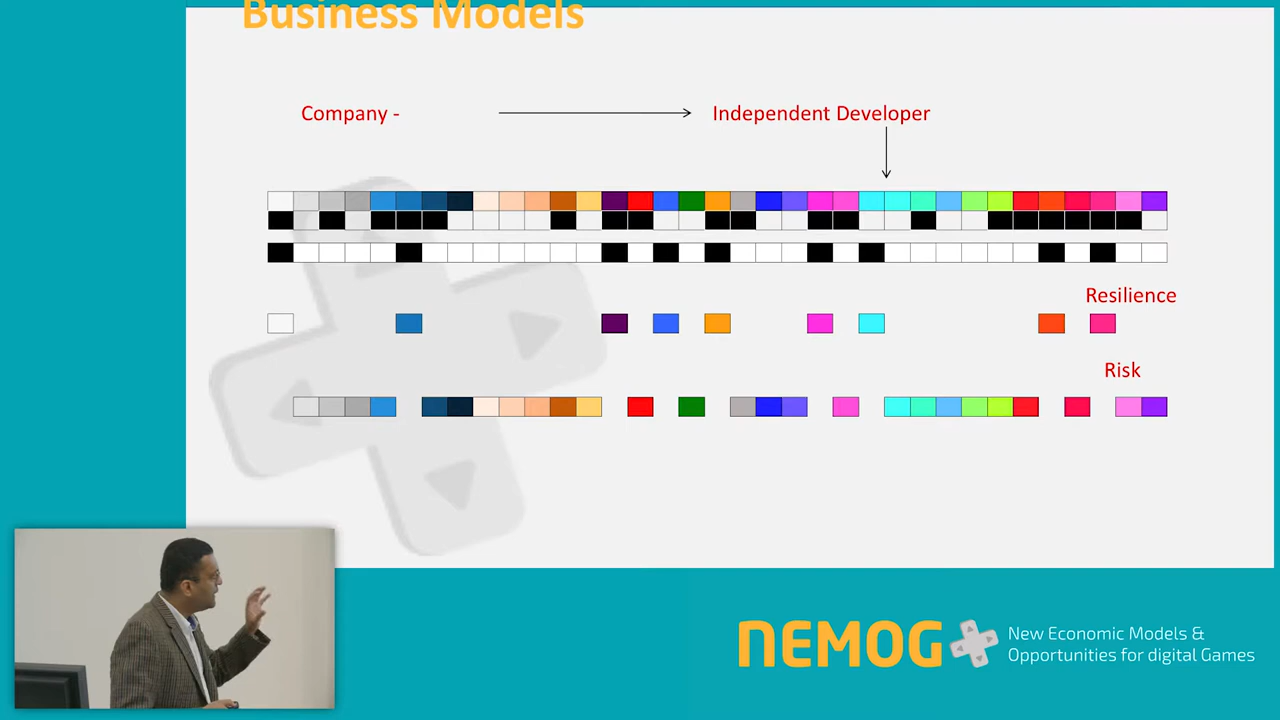 Business Models
Company -
Independent Developer
Resilience
Risk
NEMOG
New Economic Models &
Opportunities for digital Games